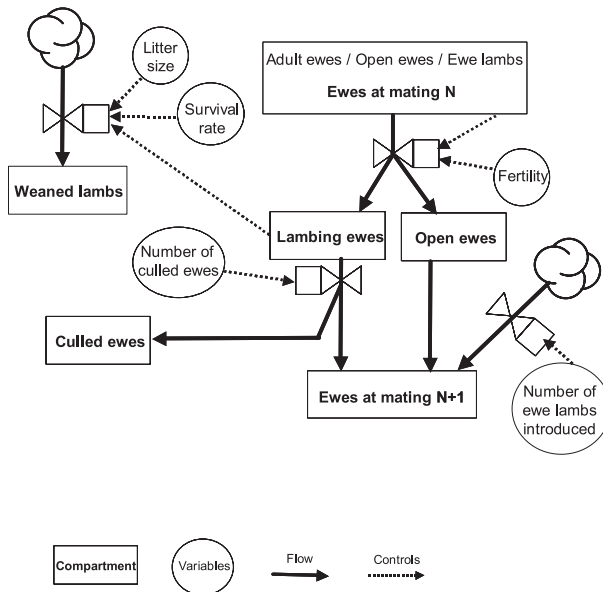 Litter
size
Survival
rate
Adult ewes / Open ewes / Ewe lambs
Ewes at mating N
Fertility
Weaned lambs
Lambing ewes
Open ewes
Number of
culled ewes
Culled ewes
Ewes at mating N+1
Number of
ewe lambs
introduced
Compartment
Variables
Flow
Controls